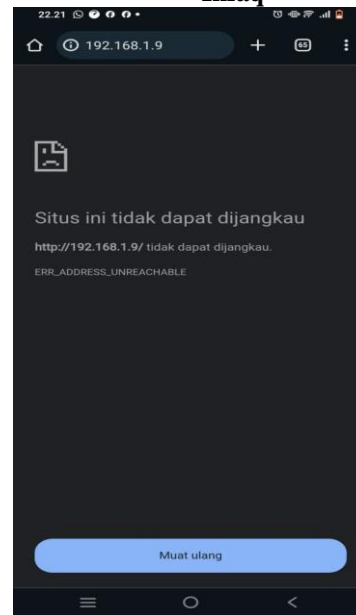 22.21
192.168.1.9
65
Situs ini tidak dapat dijangkau
http://192.168.1.9/ tidak dapat dijangkau.
ERR_ADDRESS_UNREACHABLE
Muat ulang